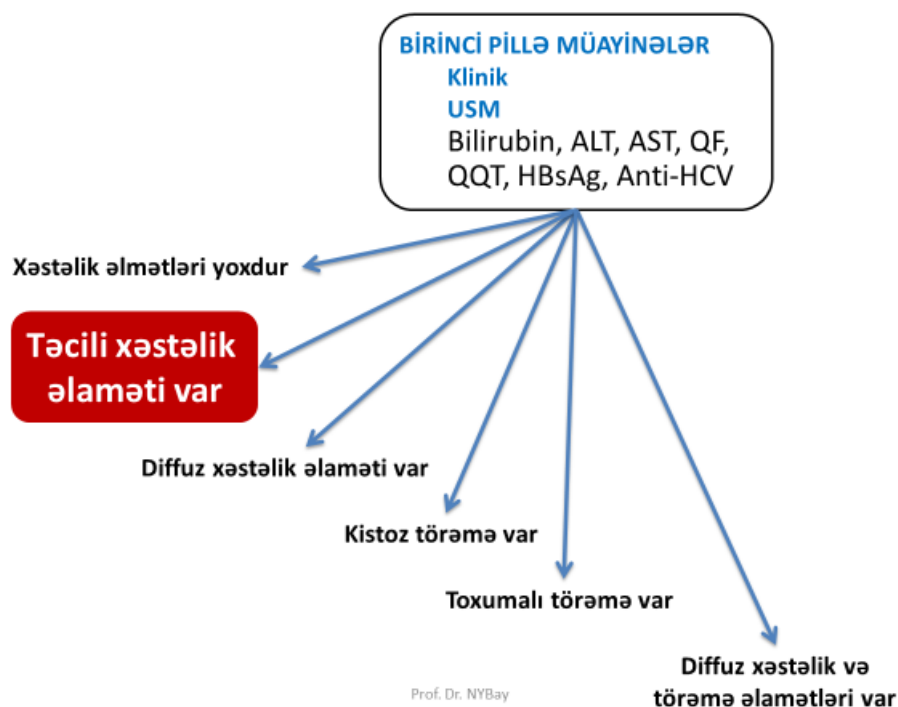 BİRİNCİ PİLLƏ MÜAYİNƏLƏR
Klinik
USM
Bilirubin, ALT, AST, QF,
QQT, HBsAg, Anti-HCV
Xəstəlik əlmətləri yoxdur
Təcili xəstəlik
əlaməti var
Diffuz xəstəlik əlaməti var
Kistoz törəmə var
Toxumalı törəmə var
Diffuz xəstəlik və
törəmə əlamətləri var
Prof. Dr. NYBay